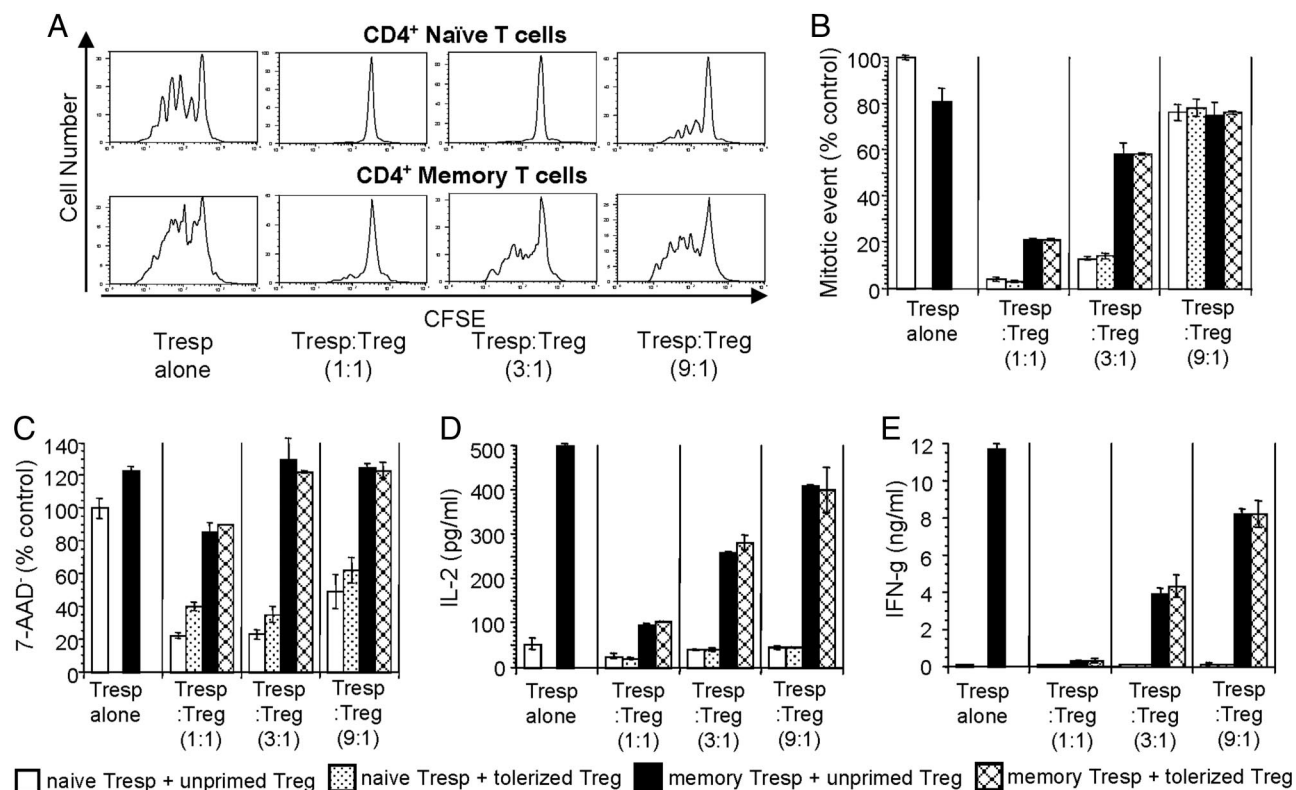 A
CD4+ Naïve T cells
CD4+ Memory T cells
Cell Number
CFSE
Tresp alone
Tresp:Treg (1:1)
Tresp:Treg (3:1)
Tresp:Treg (9:1)
B
Mitotic event (% control)
100
80
60
40
20
0
Tresp alone
Tresp :Treg (1:1)
Tresp :Treg (3:1)
Tresp :Treg (9:1)
C
7-AAD- (% control)
140
120
100
80
60
40
20
0
Tresp alone
Tresp :Treg (1:1)
Tresp :Treg (3:1)
Tresp :Treg (9:1)
D
IL-2 (pg/ml)
500
400
300
200
100
50
0
Tresp alone
Tresp :Treg (1:1)
Tresp :Treg (3:1)
Tresp :Treg (9:1)
E
IFN-g (ng/ml)
12
10
8
6
4
2
0
Tresp alone
Tresp :Treg (1:1)
Tresp :Treg (3:1)
Tresp :Treg (9:1)
naive Tresp + unprimed Treg
naive Tresp + tolerized Treg
memory Tresp + unprimed Treg
memory Tresp + tolerized Treg